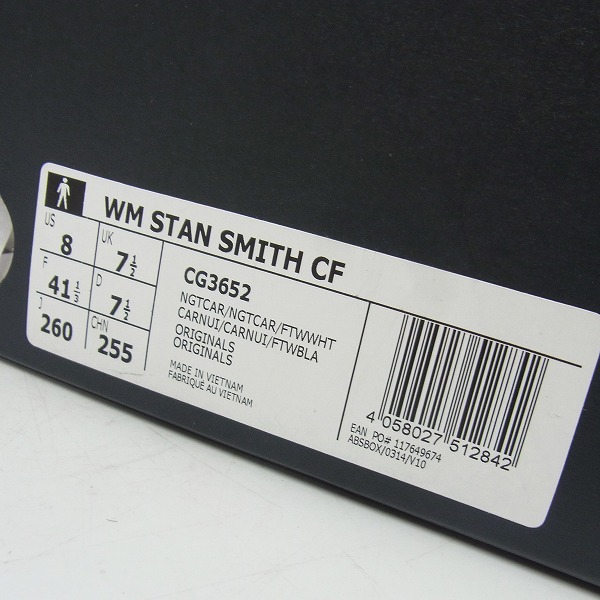 WM STAN SMITH CF
US 8 UK 7½
F 41⅓ D 7½
J 260 CHN 255
CG3652
NGTCAR/NGTCAR/FTWWHT
CARNUI/CARNUI/FTWBLA
ORIGINALS
ORIGINALS
MADE IN VIETNAM
FABRIQUÉ AU VIETNAM
4 058027 512842
EAN PO# 117649674
ABSBOX/0314/V10